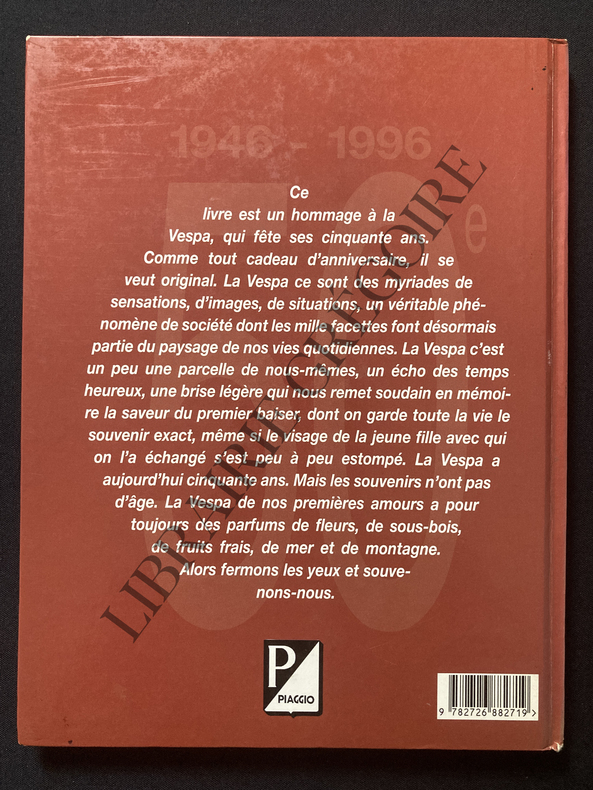 1946 - 1996
50e
Ce
livre est un hommage à la
Vespa, qui fête ses cinquante ans.
Comme tout cadeau d'anniversaire, il se
veut original. La Vespa ce sont des myriades de
sensations, d'images, de situations, un véritable phé-
nomène de société dont les mille facettes font désormais
partie du paysage de nos vies quotidiennes. La Vespa c'est
un peu une parcelle de nous-mêmes, un écho des temps
heureux, une brise légère qui nous remet soudain en mémoi-
re la saveur du premier baiser, dont on garde toute la vie le
souvenir exact, même si le visage de la jeune fille avec qui
on l'a échangé s'est peu à peu estompé. La Vespa a
aujourd'hui cinquante ans. Mais les souvenirs n'ont pas
d'âge. La Vespa de nos premières amours a pour
toujours des parfums de fleurs, de sous-bois,
de fruits frais, de mer et de montagne.
Alors fermons les yeux et souve-
nons-nous.
LIBRAIRIE GRÉGOIRE
P
PIAGGIO
9 782726 882719 >